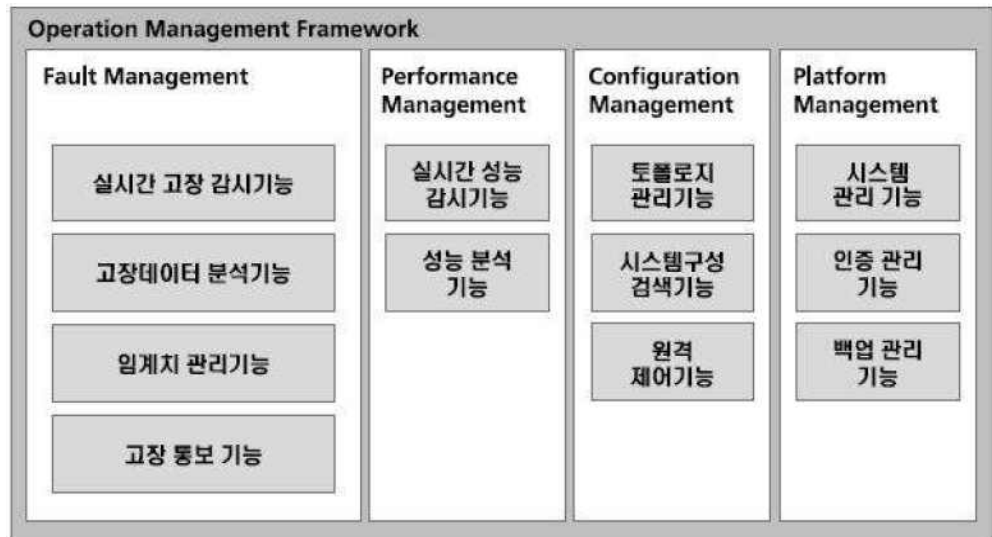 Operation Management Framework
Fault Management
실시간 고장 감시기능
고장데이터 분석기능
임계치 관리기능
고장 통보 기능
Performance
Management
실시간 성능
감시기능
성능 분석
기능
Configuration
Management
토폴로지
관리기능
시스템구성
검색기능
원격
제어기능
Platform
Management
시스템
관리 기능
인증 관리
기능
백업 관리
기능